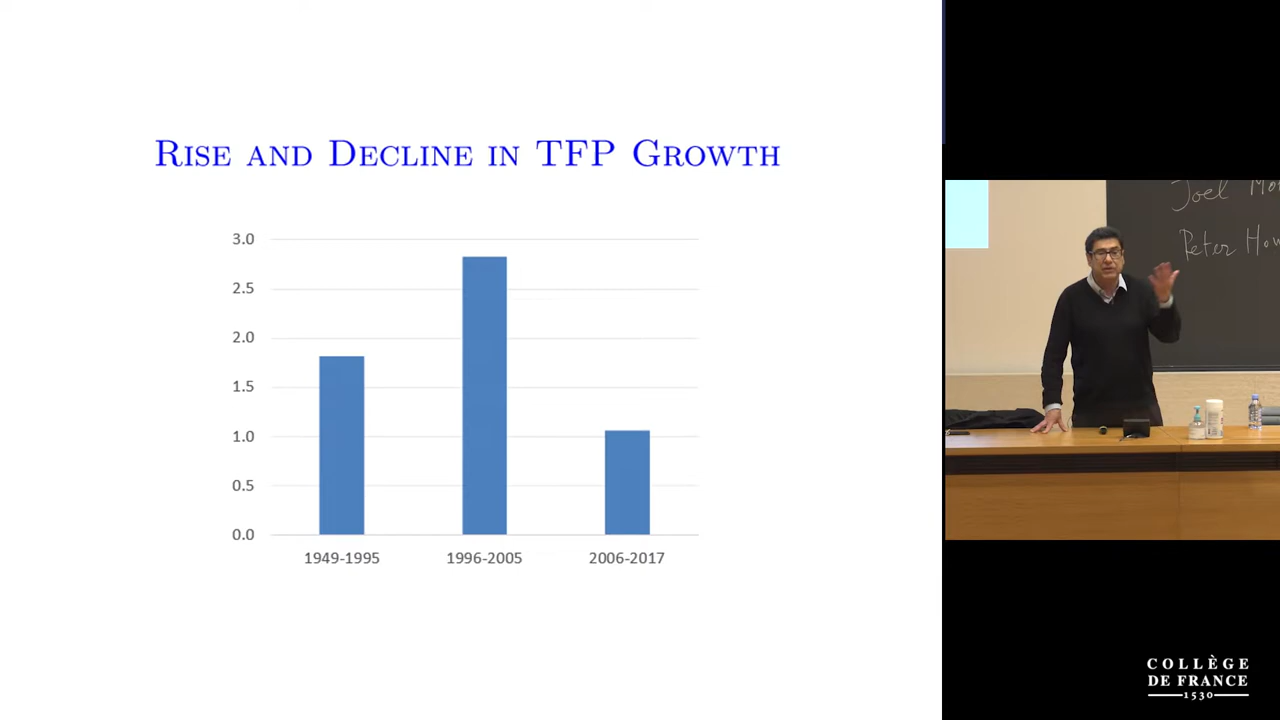 RISE AND DECLINE IN TFP GROWTH
3.0
2.5
2.0
1.5
1.0
0.5
0.0
1949-1995
1996-2005
2006-2017
Joel
Peter
COLLÈGE
DE FRANCE
1530